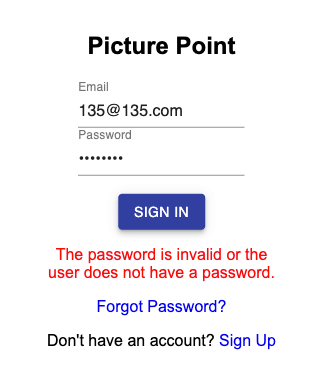 Picture Point
Email
135@135.com
Password
••••••••
SIGN IN
The password is invalid or the
user does not have a password.
Forgot Password?
Don't have an account? Sign Up